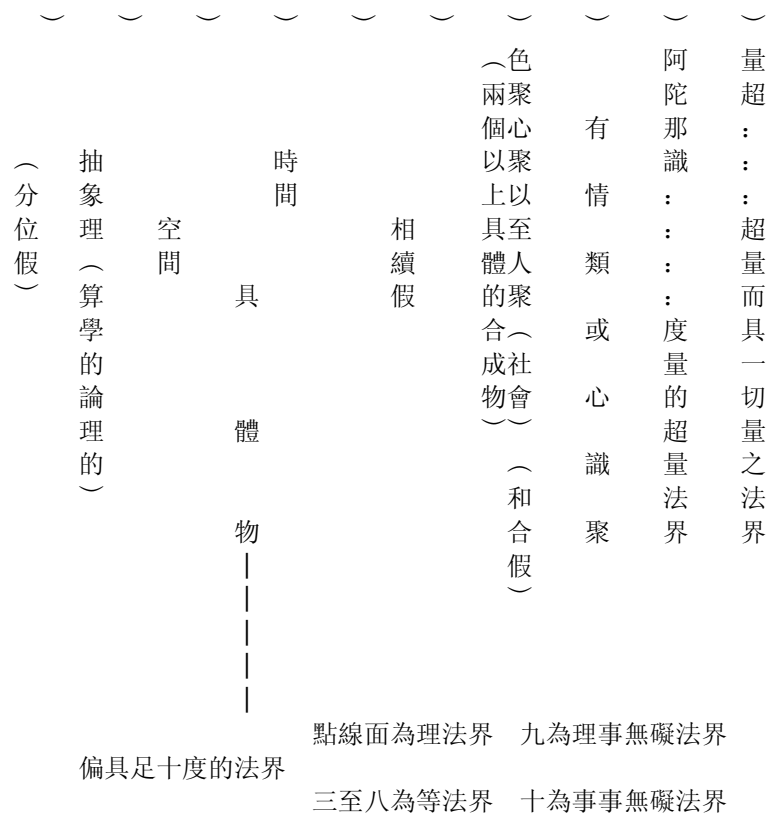 ）量超：：：超量而具一切量之法界
）阿陀那識：：：：度量的超量法界
）有情類或心識聚
）色聚心聚以至人聚（社會）（和合假）
（兩個以上具體的合成物）
）
相續假
）
）時間
具體物｜｜｜｜｜
）
空間
）
抽象理（算學的論理的）
）
（分位假）
點線面為理法界　九為理事無礙法界
偏具足十度的法界
三至八為等法界　十為事事無礙法界